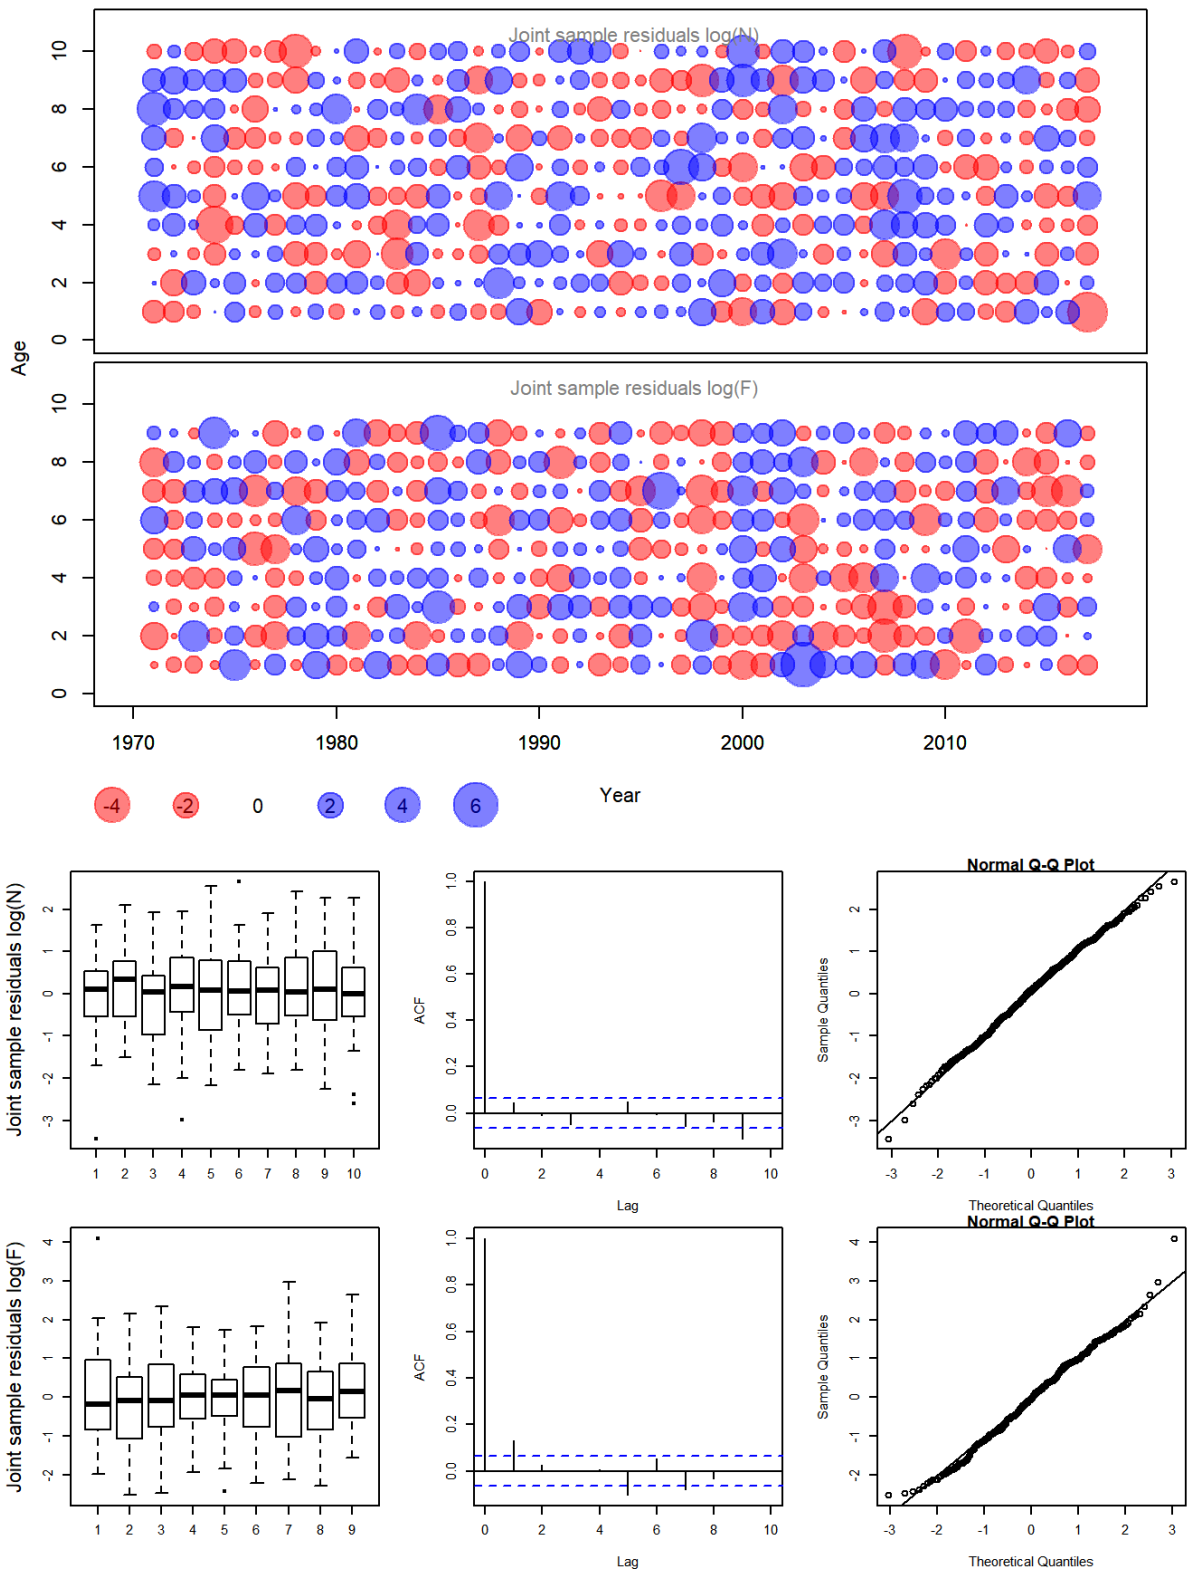 Joint sample residuals log(N)
10
8
6
4
2
0
Age
Joint sample residuals log(F)
10
8
6
4
2
0
1970 1980 1990 2000 2010
Year
-4 -2 0 2 4 6
Joint sample residuals log(N)
2
1
0
-1
-2
-3
1 2 3 4 5 6 7 8 9 10
ACF
1.0
0.8
0.6
0.4
0.2
0.0
0 2 4 6 8 10
Lag
Normal Q-Q Plot
Sample Quantiles
2
1
0
-1
-2
-3
-3 -2 -1 0 1 2 3
Theoretical Quantiles
Joint sample residuals log(F)
4
3
2
1
0
-1
-2
1 2 3 4 5 6 7 8 9
ACF
1.0
0.8
0.6
0.4
0.2
0.0
0 2 4 6 8 10
Lag
Normal Q-Q Plot
Sample Quantiles
4
3
2
1
0
-1
-2
-3 -2 -1 0 1 2 3
Theoretical Quantiles